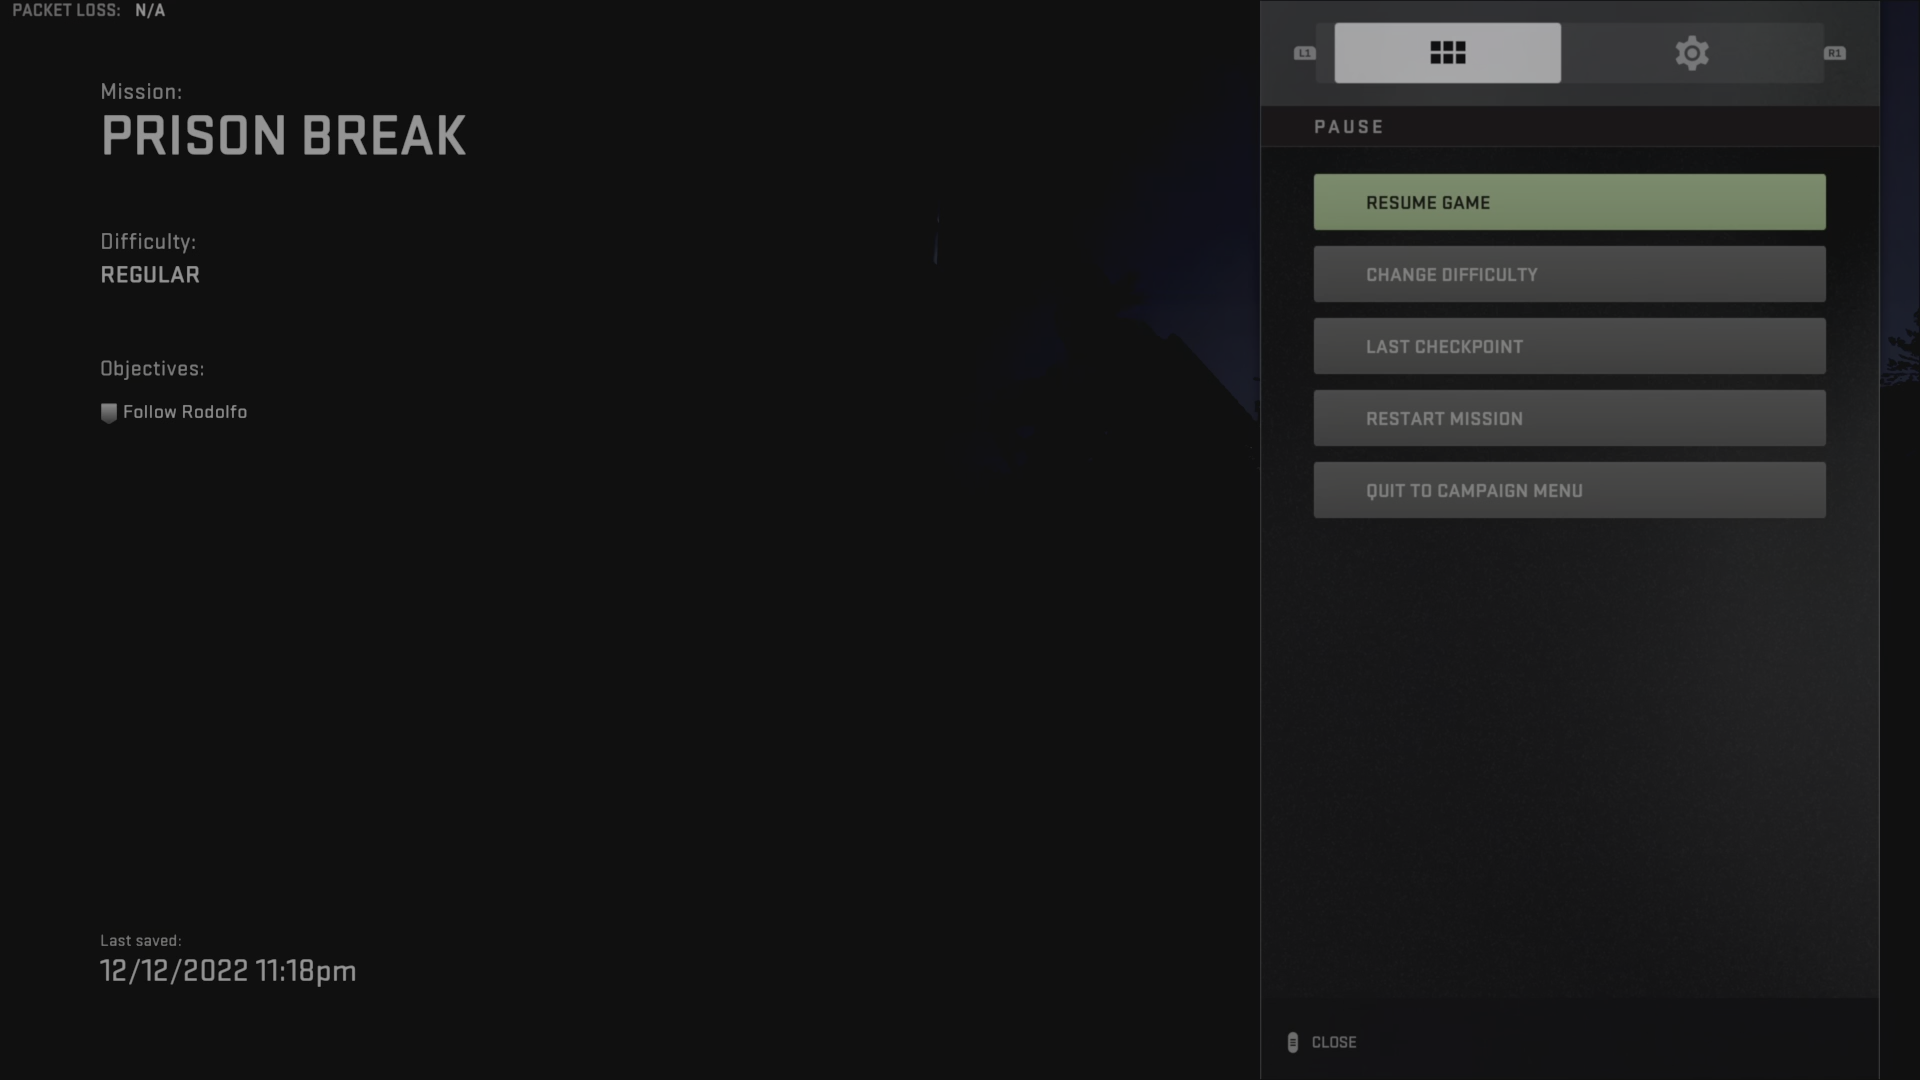 PACKET LOSS: N/A
Mission:
PRISON BREAK
Difficulty:
REGULAR
Objectives:
Follow Rodolfo
Last saved:
12/12/2022 11:18pm
L1
R1
PAUSE
RESUME GAME
CHANGE DIFFICULTY
LAST CHECKPOINT
RESTART MISSION
QUIT TO CAMPAIGN MENU
CLOSE